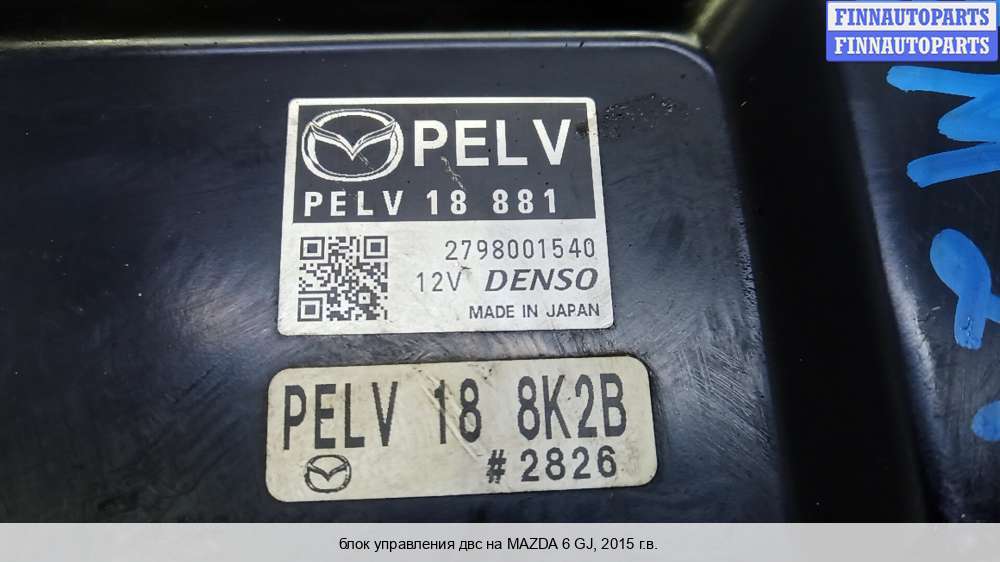 FINNAUTOPARTS
FINNAUTOPARTS
PELV
PELV 18 881
2798001540
12V DENSO
MADE IN JAPAN
PELV 18 8K2B
#2826
блок управления двс на MAZDA 6 GJ, 2015 г.в.